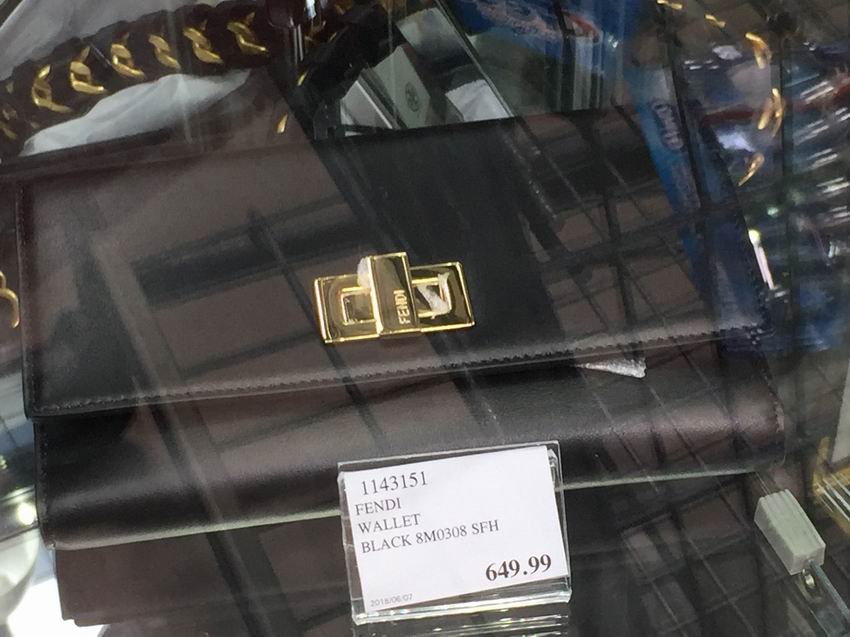 FENDI
1143151
FENDI
WALLET
BLACK 8M0308 SFH
649.99
2018/06/07